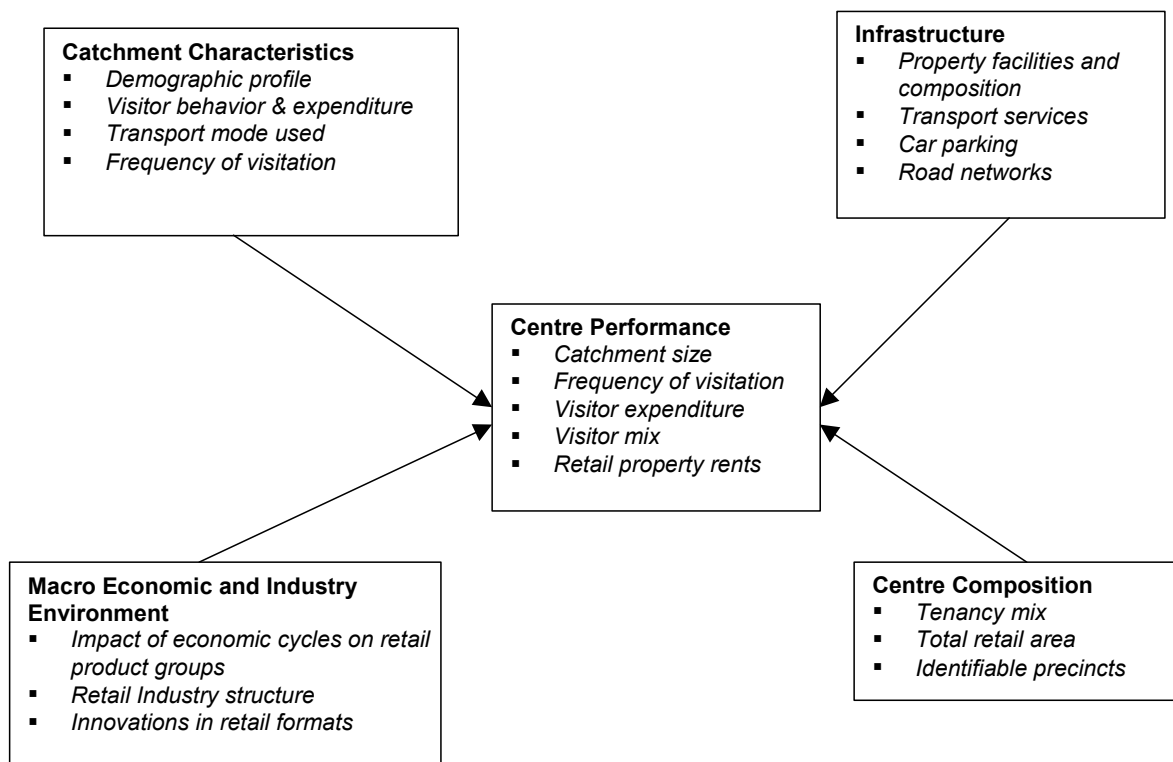 Catchment Characteristics
▪ Demographic profile
▪ Visitor behavior & expenditure
▪ Transport mode used
▪ Frequency of visitation
Infrastructure
▪ Property facilities and
composition
▪ Transport services
▪ Car parking
▪ Road networks
Centre Performance
▪ Catchment size
▪ Frequency of visitation
▪ Visitor expenditure
▪ Visitor mix
▪ Retail property rents
Macro Economic and Industry
Environment
▪ Impact of economic cycles on retail
product groups
▪ Retail Industry structure
▪ Innovations in retail formats
Centre Composition
▪ Tenancy mix
▪ Total retail area
▪ Identifiable precincts